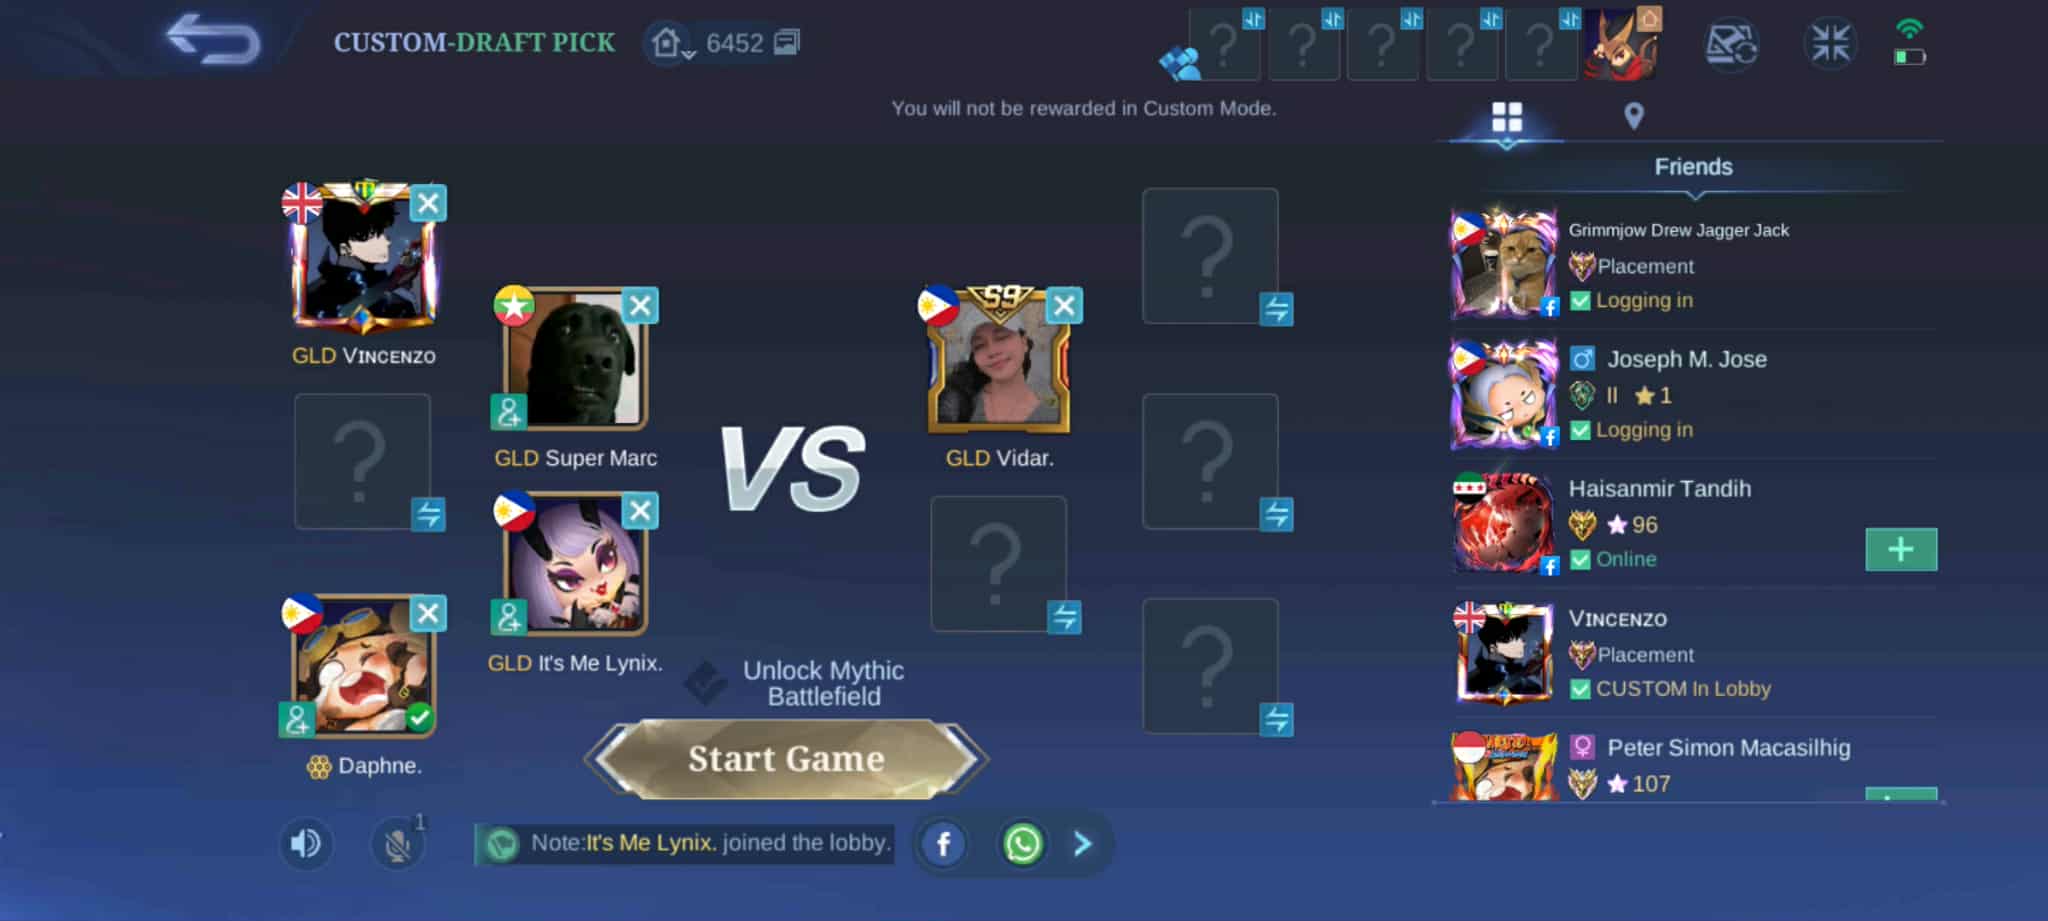 CUSTOM-DRAFT PICK
6452
You will not be rewarded in Custom Mode.
GLD VINCENZO
GLD Super Marc
VS
S9
GLD Vidar.
GLD It's Me Lynix.
Unlock Mythic
Battlefield
Start Game
Daphne.
1
Note:It's Me Lynix. joined the lobby.
Friends
Grimmjow Drew Jagger Jack
Placement
Logging in
Joseph M. Jose
II 1
Logging in
Haisanmir Tandih
96
Online
VINCENZO
Placement
CUSTOM In Lobby
Peter Simon Macasilhig
107